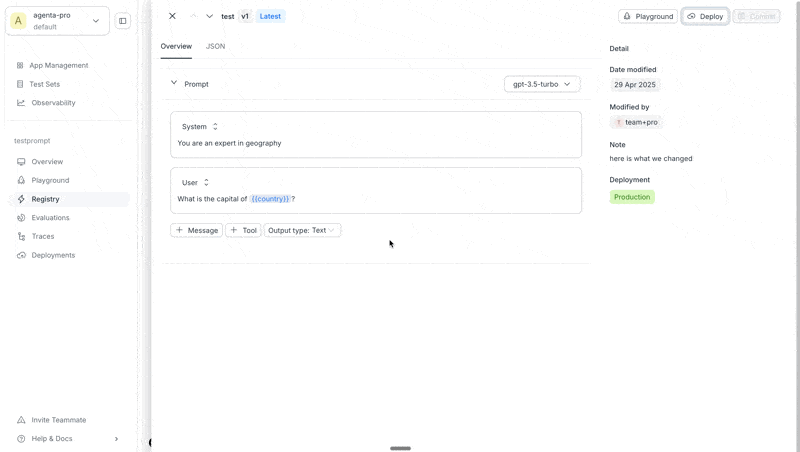 A
agenta-pro
default
App Management
Test Sets
Observability
testprompt
Overview
Playground
Registry
Evaluations
Traces
Deployments
Invite Teammate
Help & Docs
test v1 Latest
Playground
Deploy
Commit
Overview JSON
Prompt
gpt-3.5-turbo
System
You are an expert in geography
User
What is the capital of {{country}}?
Message
Tool
Output type: Text
Detail
Date modified
29 Apr 2025
Modified by
T team+pro
Note
here is what we changed
Deployment
Production